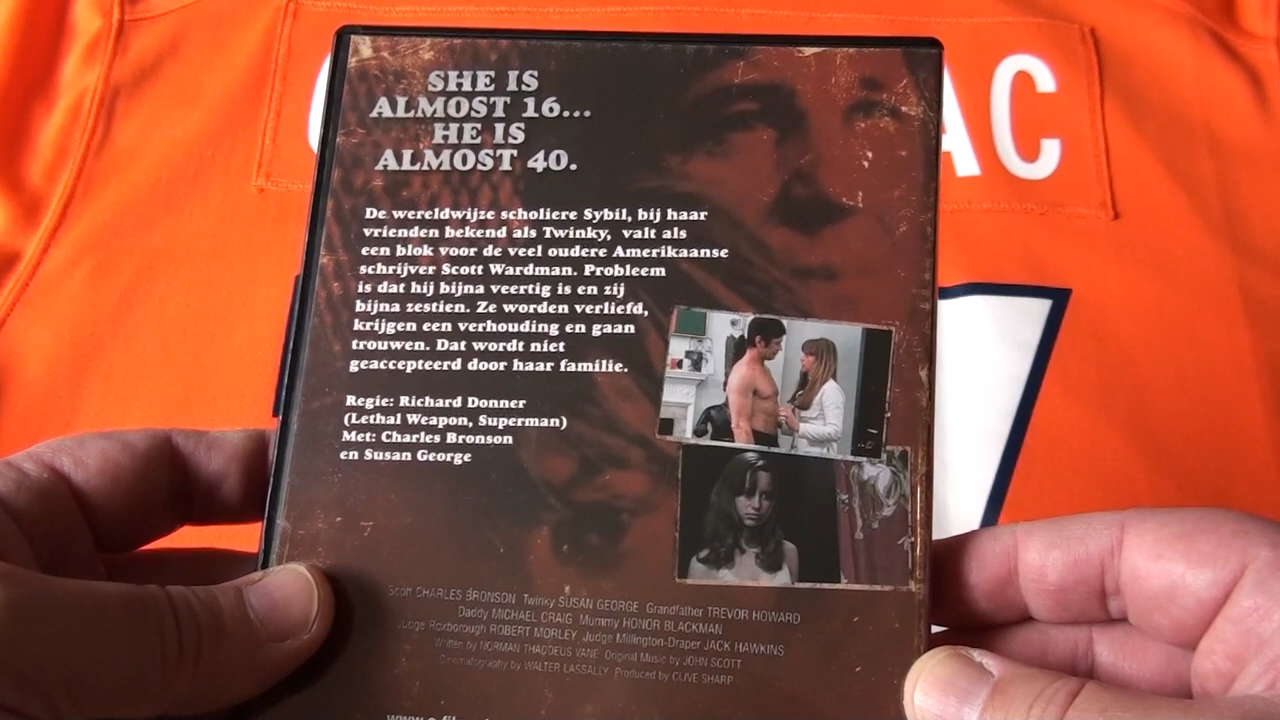 SHE IS
ALMOST 16...
HE IS
ALMOST 40.
De wereldwijze scholiere Sybil, bij haar
vrienden bekend als Twinky, valt als
een blok voor de veel oudere Amerikaanse
schrijver Scott Wardman. Probleem
is dat hij bijna veertig is en zij
bijna zestien. Ze worden verliefd,
krijgen een verhouding en gaan
trouwen. Dat wordt niet
geaccepteerd door haar familie.
Regie: Richard Donner
(Lethal Weapon, Superman)
Met: Charles Bronson
en Susan George
Scott CHARLES BRONSON Twinky SUSAN GEORGE Grandfather TREVOR HOWARD
Daddy MICHAEL CRAIG Mummy HONOR BLACKMAN
Judge Roxborough ROBERT MORLEY Judge Millington-Draper JACK HAWKINS
Written by NORMAN THADDEUS VANE Original Music by JOHN SCOTT
Cinematography by WALTER LASSALLY Produced by CLIVE SHARP
AC
7